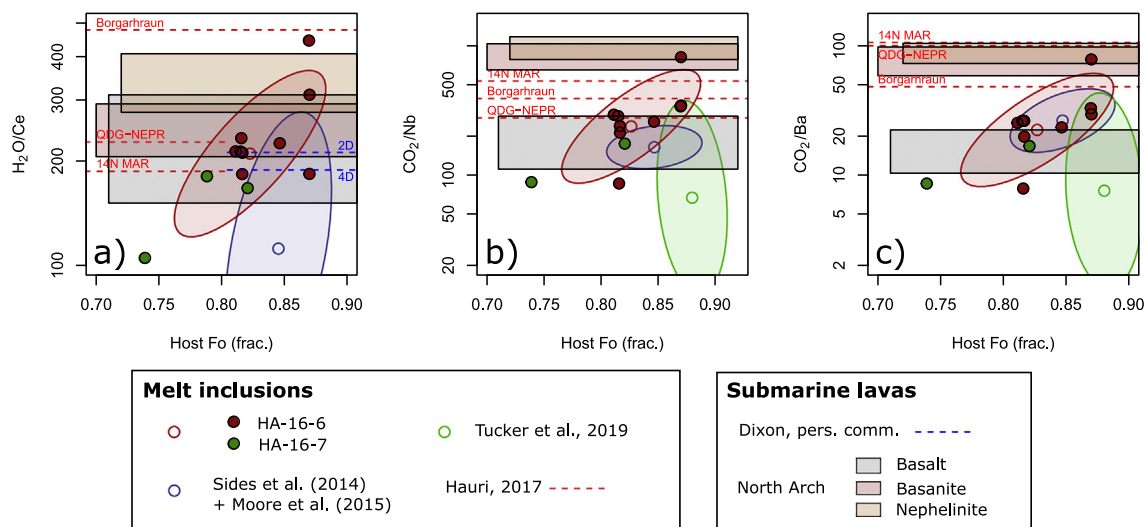 Borgarhraun
QDG−NEPR
14N MAR
2D
4D
a)
H₂O/Ce
100
200
300
400
0.70 0.75 0.80 0.85 0.90
Host Fo (frac.)
14N MAR
Borgarhraun
QDG−NEPR
b)
CO₂/Nb
20
50
100
500
0.70 0.75 0.80 0.85 0.90
Host Fo (frac.)
14N MAR
QDG−NEPR
Borgarhraun
c)
CO₂/Ba
2
5
10
20
50
100
0.70 0.75 0.80 0.85 0.90
Host Fo (frac.)
Melt inclusions
HA-16-6
HA-16-7
Tucker et al., 2019
Sides et al. (2014)
+ Moore et al. (2015)
Hauri, 2017
Submarine lavas
Dixon, pers. comm.
North Arch
Basalt
Basanite
Nephelinite